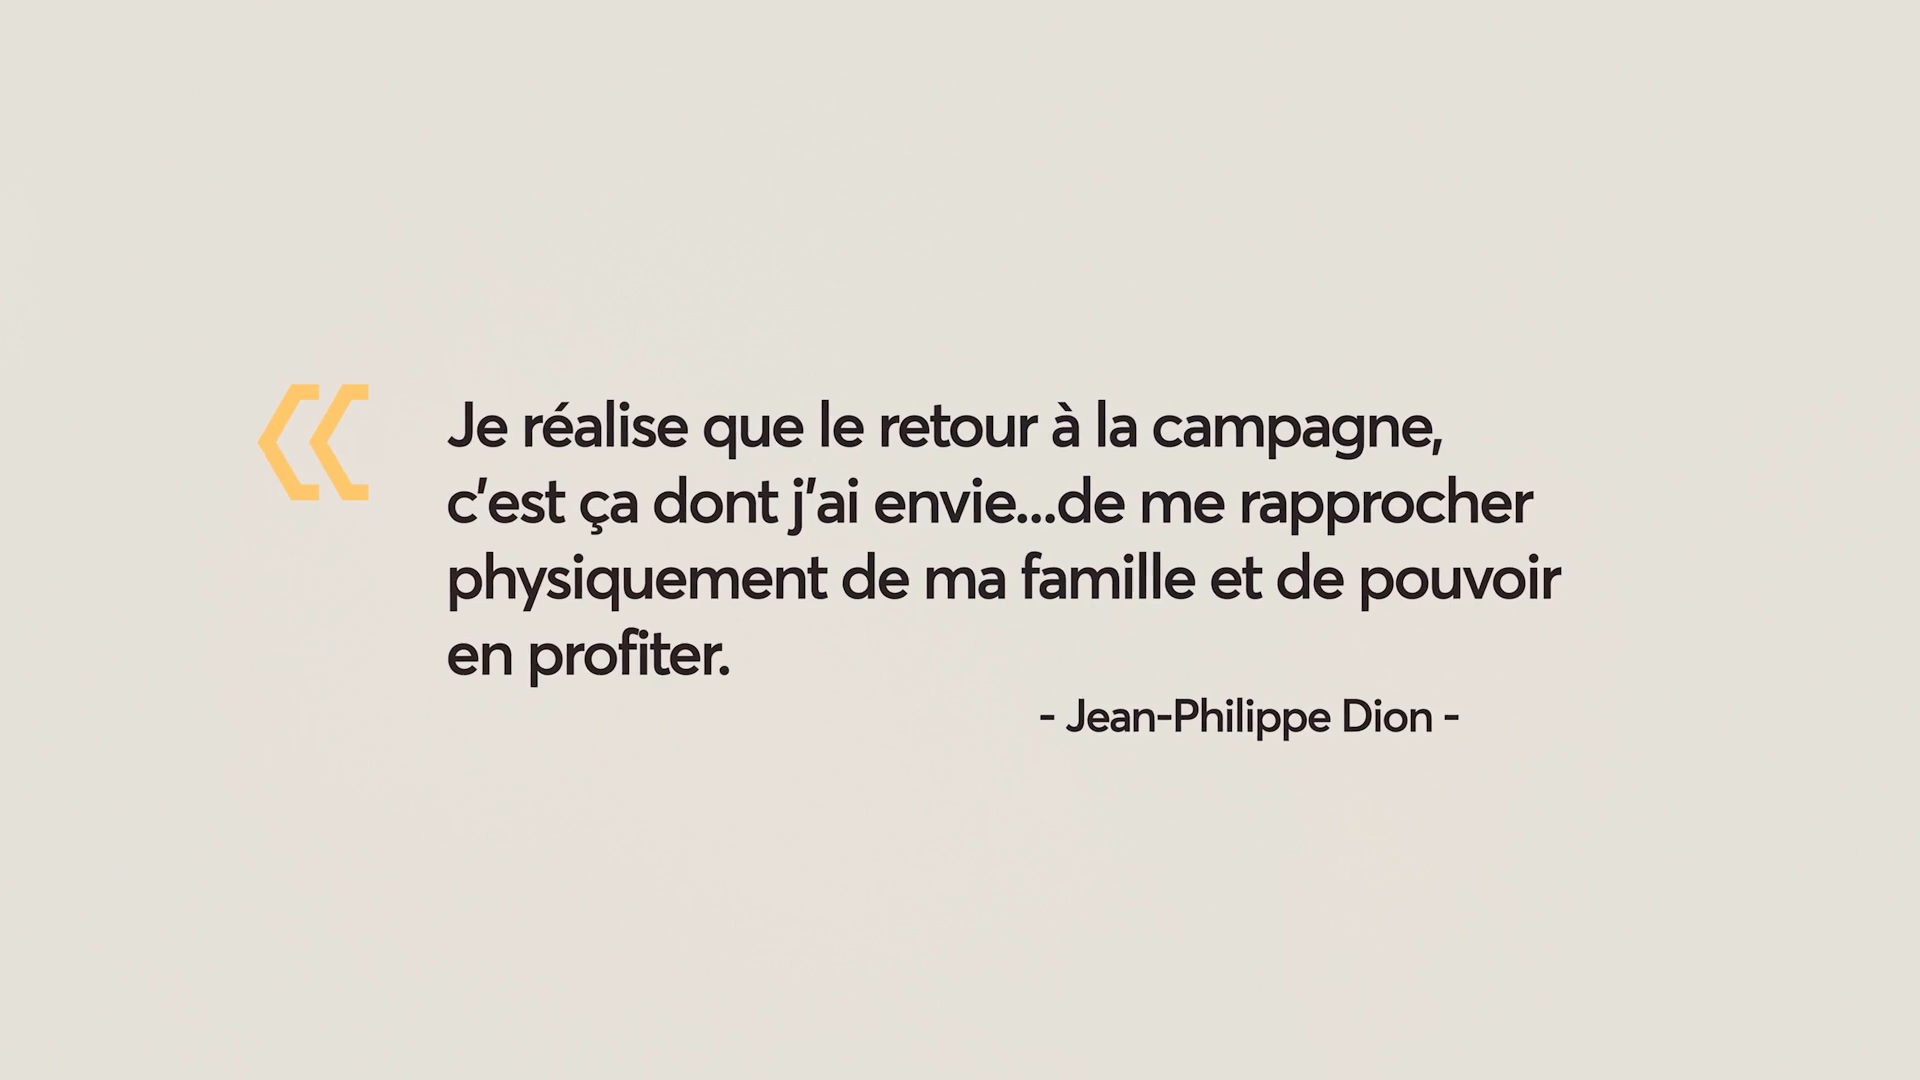 « Je réalise que le retour à la campagne,
c'est ça dont j'ai envie...de me rapprocher
physiquement de ma famille et de pouvoir
en profiter.
- Jean-Philippe Dion -